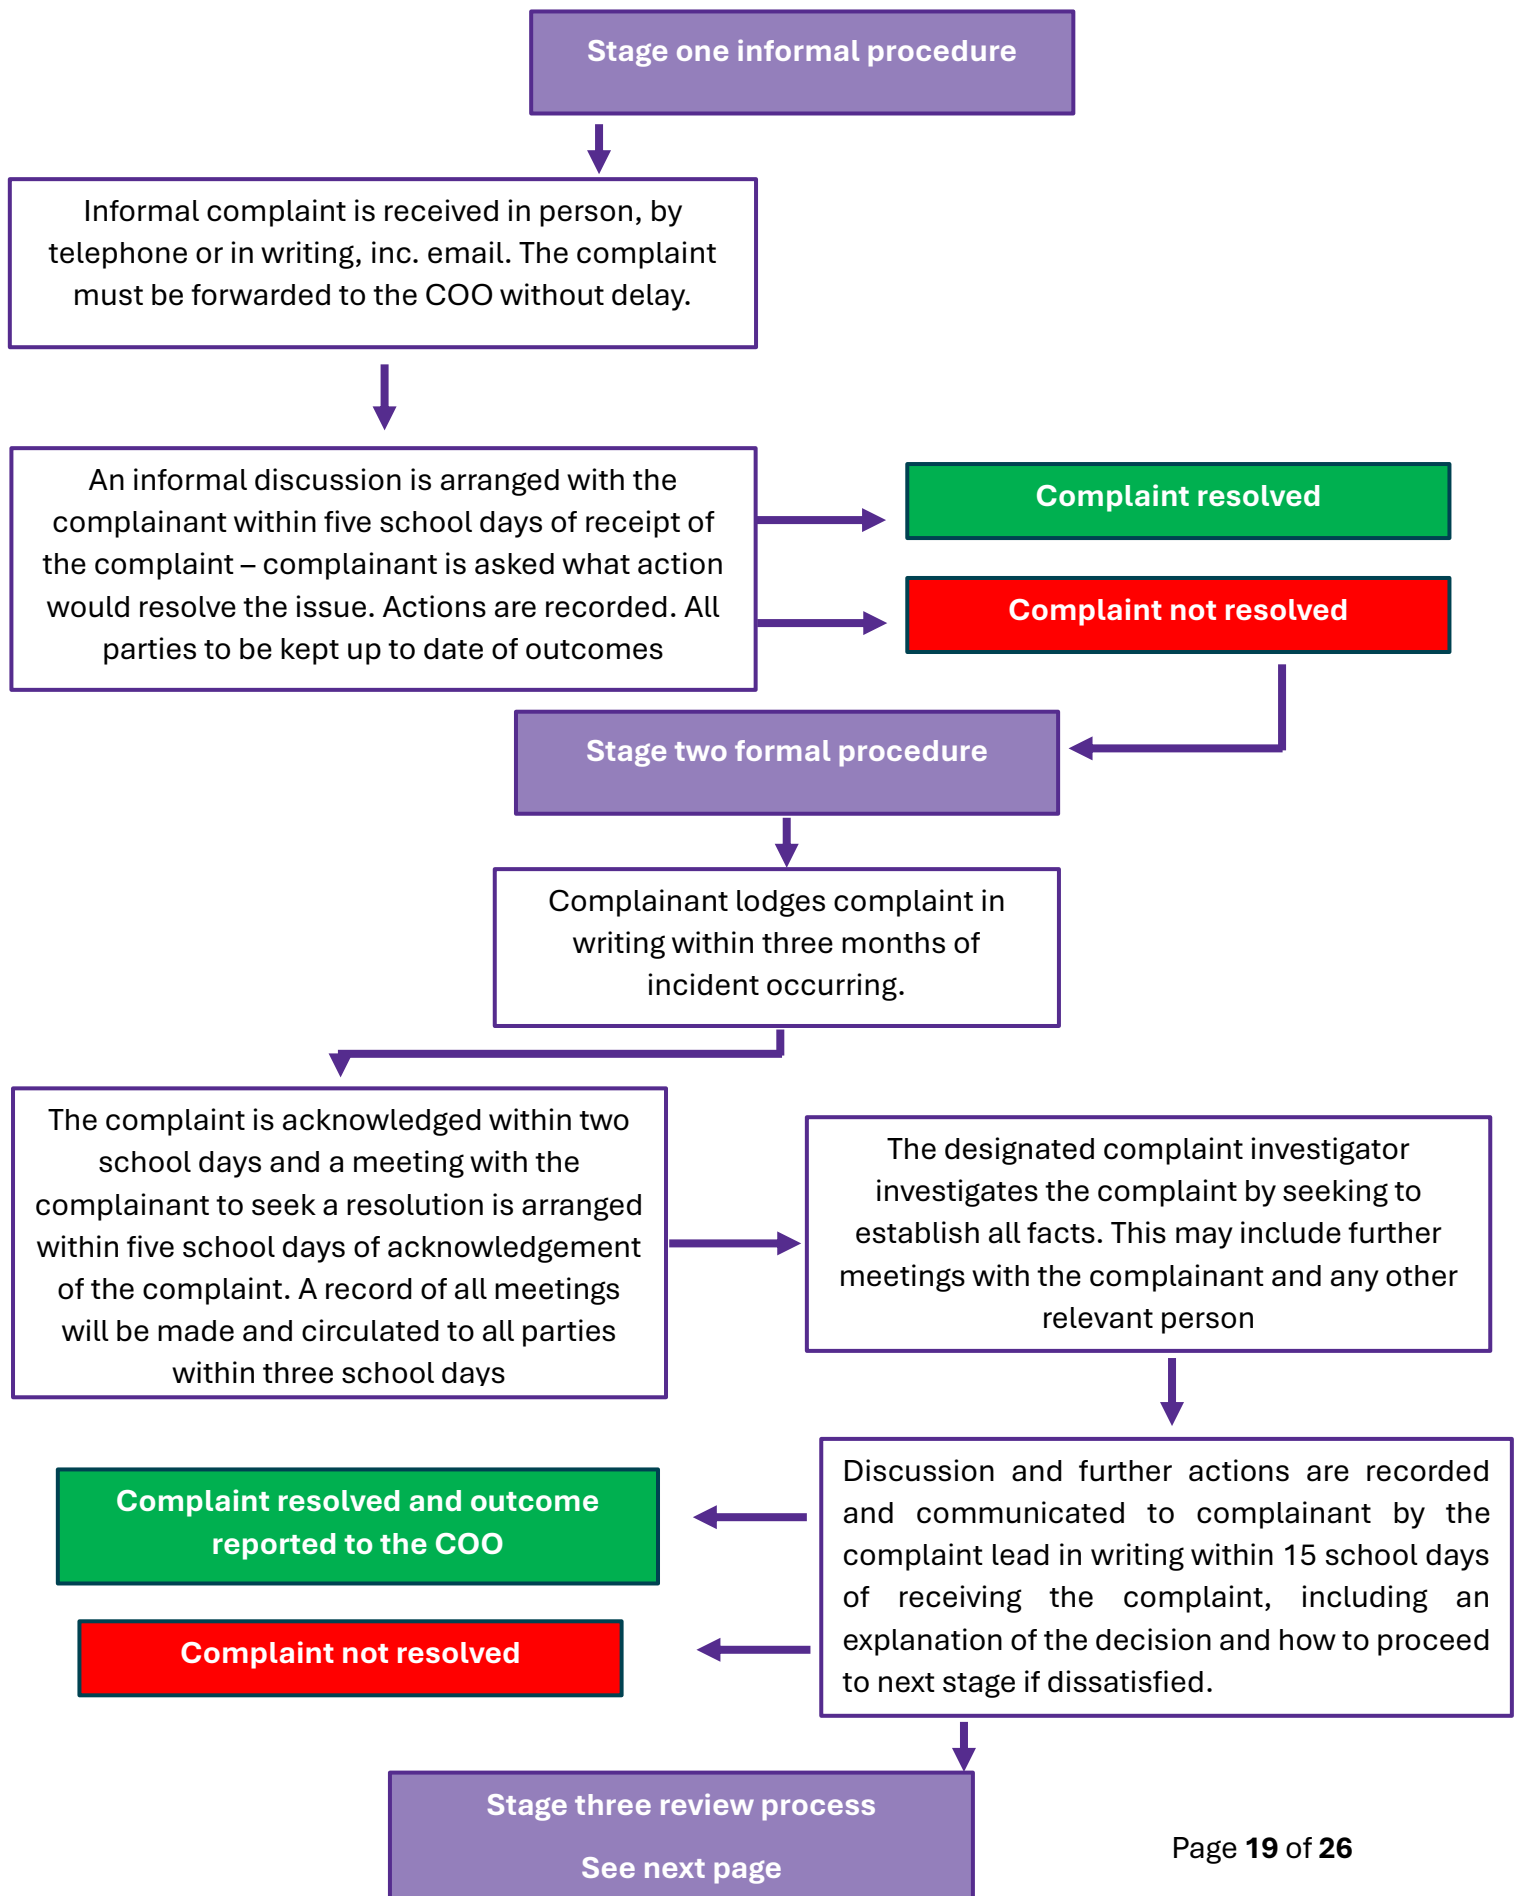 Stage one informal procedure
Informal complaint is received in person, by
telephone or in writing, inc. email. The complaint
must be forwarded to the COO without delay.
An informal discussion is arranged with the
complainant within five school days of receipt of
the complaint – complainant is asked what action
would resolve the issue. Actions are recorded. All
parties to be kept up to date of outcomes
Complaint resolved
Complaint not resolved
Stage two formal procedure
Complainant lodges complaint in
writing within three months of
incident occurring.
The complaint is acknowledged within two
school days and a meeting with the
complainant to seek a resolution is arranged
within five school days of acknowledgement
of the complaint. A record of all meetings
will be made and circulated to all parties
within three school days
The designated complaint investigator
investigates the complaint by seeking to
establish all facts. This may include further
meetings with the complainant and any other
relevant person
Discussion and further actions are recorded
and communicated to complainant by the
complaint lead in writing within 15 school days
of receiving the complaint, including an
explanation of the decision and how to proceed
to next stage if dissatisfied.
Complaint resolved and outcome
reported to the COO
Complaint not resolved
Stage three review process
See next page
Page 19 of 26